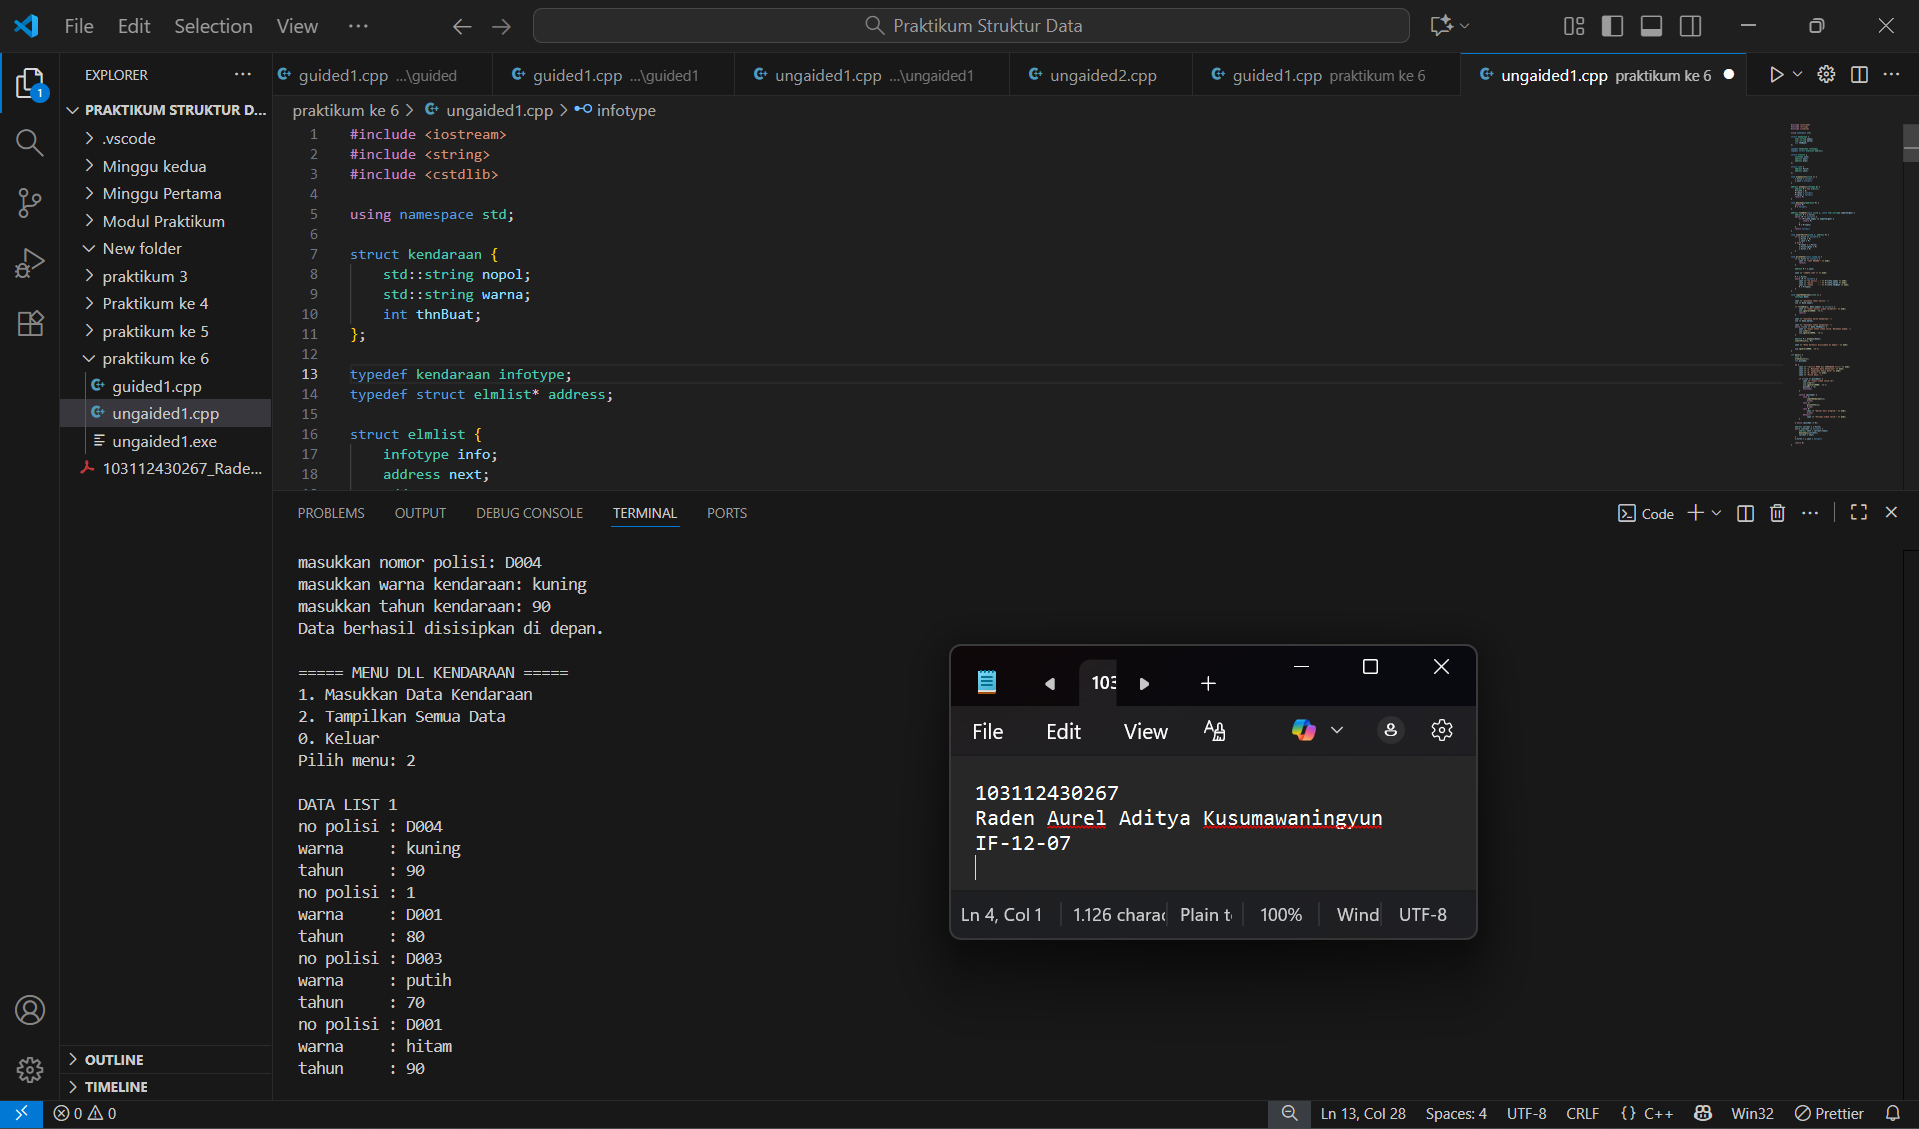 File Edit Selection View ···
Praktikum Struktur Data
EXPLORER
guided1.cpp ...\guided
guided1.cpp ...\guided1
ungaided1.cpp ...\ungaided1
ungaided2.cpp
guided1.cpp praktikum ke 6
ungaided1.cpp praktikum ke 6
1
PRAKTIKUM STRUKTUR D...
.vscode
Minggu kedua
Minggu Pertama
Modul Praktikum
New folder
praktikum 3
Praktikum ke 4
praktikum ke 5
praktikum ke 6
guided1.cpp
ungaided1.cpp
ungaided1.exe
103112430267_Rade...
OUTLINE
TIMELINE
praktikum ke 6 > ungaided1.cpp > infotype
1 #include <iostream>
2 #include <string>
3 #include <cstdlib>
4
5 using namespace std;
6
7 struct kendaraan {
8 std::string nopol;
9 std::string warna;
10 int thnBuat;
11 };
12
13 typedef kendaraan infotype;
14 typedef struct elmlist* address;
15
16 struct elmlist {
17 infotype info;
18 address next;
PROBLEMS OUTPUT DEBUG CONSOLE TERMINAL PORTS
Code
masukkan nomor polisi: D004
masukkan warna kendaraan: kuning
masukkan tahun kendaraan: 90
Data berhasil disisipkan di depan.
===== MENU DLL KENDARAAN =====
1. Masukkan Data Kendaraan
2. Tampilkan Semua Data
0. Keluar
Pilih menu: 2
DATA LIST 1
no polisi : D004
warna : kuning
tahun : 90
no polisi : 1
warna : D001
tahun : 80
no polisi : D003
warna : putih
tahun : 70
no polisi : D001
warna : hitam
tahun : 90
103
File Edit View
103112430267
Raden Aurel Aditya Kusumawaningyun
IF-12-07
Ln 4, Col 1 1.126 charac Plain t 100% Wind UTF-8
0 0
Ln 13, Col 28 Spaces: 4 UTF-8 CRLF {} C++ Win32 Prettier